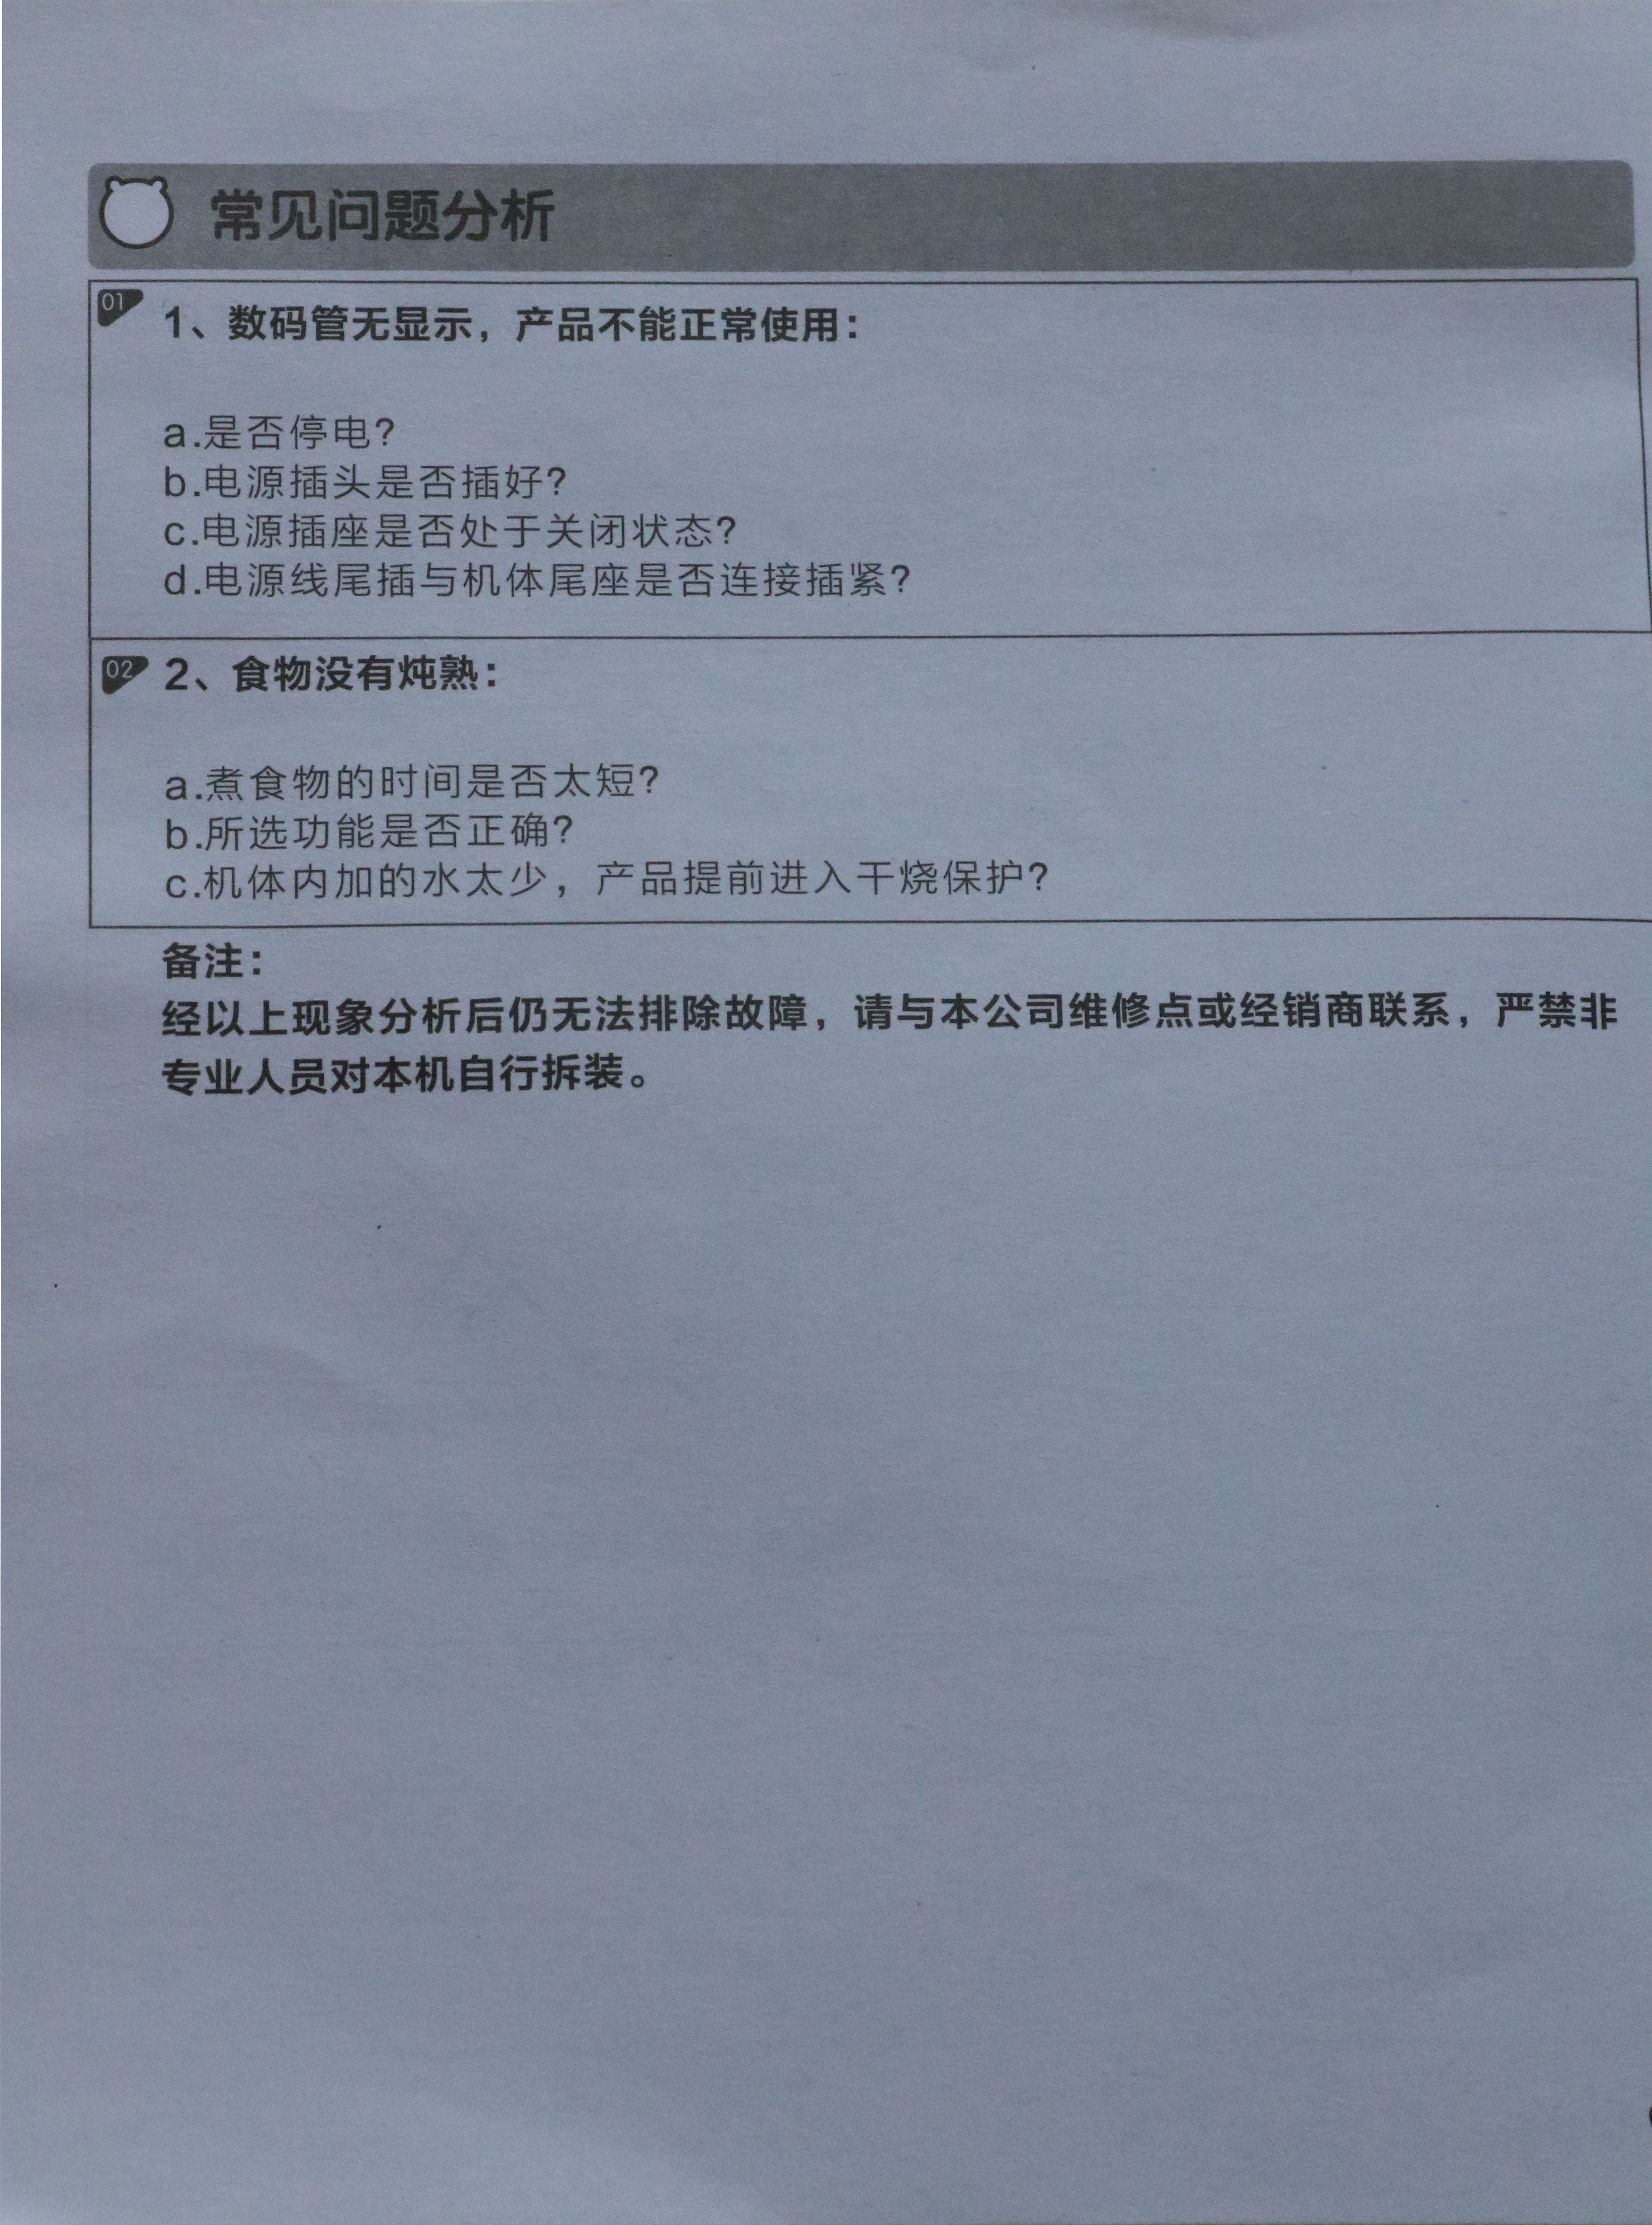 常见问题分析
01
1、数码管无显示，产品不能正常使用：
a.是否停电？
b.电源插头是否插好？
c.电源插座是否处于关闭状态？
d.电源线尾插与机体尾座是否连接插紧？
02
2、食物没有炖熟：
a.煮食物的时间是否太短？
b.所选功能是否正确？
c.机体内加的水太少，产品提前进入干烧保护？
备注：
经以上现象分析后仍无法排除故障，请与本公司维修点或经销商联系，严禁非
专业人员对本机自行拆装。